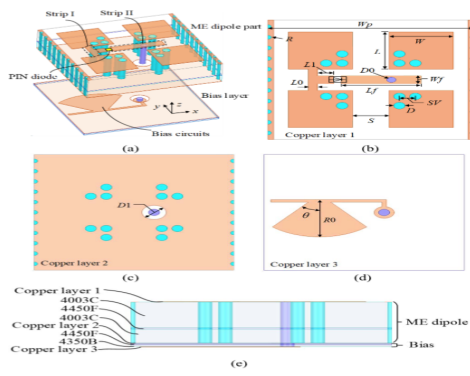 Strip I
Strip II
ME dipole part
PIN diode
Bias layer
Bias circuits
y
z
x
(a)
Wp
R
L
W
L1
D0
L0
Wf
Lf
SV
D
S
Copper layer 1
(b)
D1
Copper layer 2
(c)
θ
R0
Copper layer 3
(d)
Copper layer 1
4003C
4450F
4003C
Copper layer 2
4450F
4350B
Copper layer 3
ME dipole
Bias
(e)